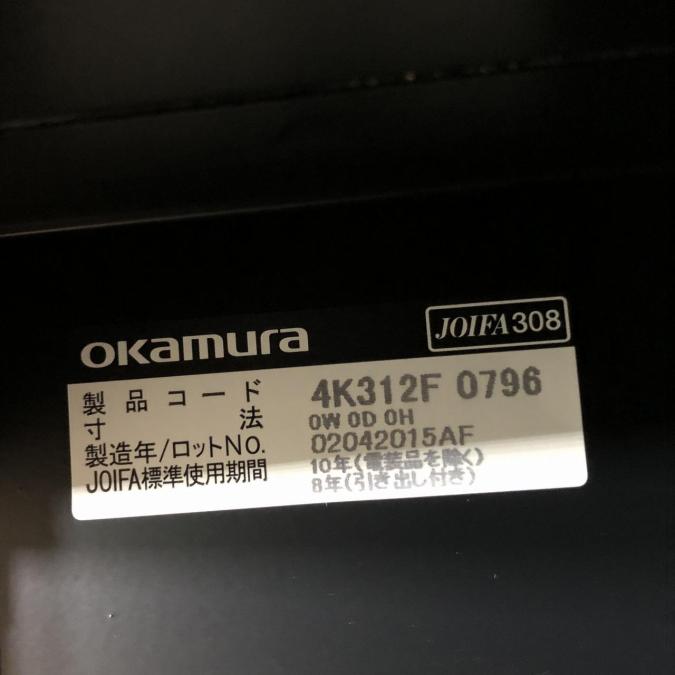 okamura
JOIFA308
製品コード 4K312F 0796
寸法 0W 0D 0H
製造年/ロットNo. 02042015AF
JOIFA標準使用期間 10年(電装品を除く)
8年(引き出し付き)